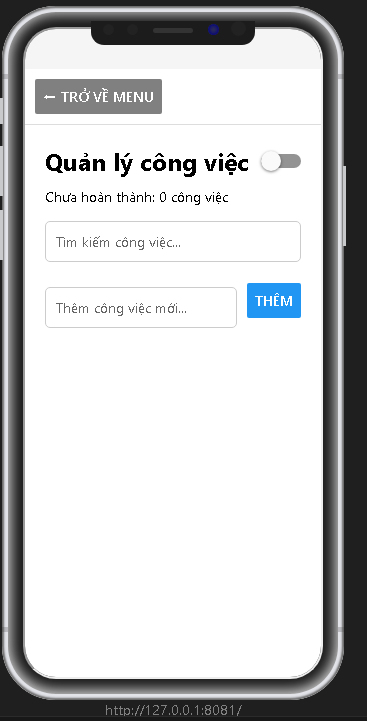 ← TRỞ VỀ MENU
Quản lý công việc
Chưa hoàn thành: 0 công việc
Tìm kiếm công việc...
Thêm công việc mới...
THÊM
http://127.0.0.1:8081/